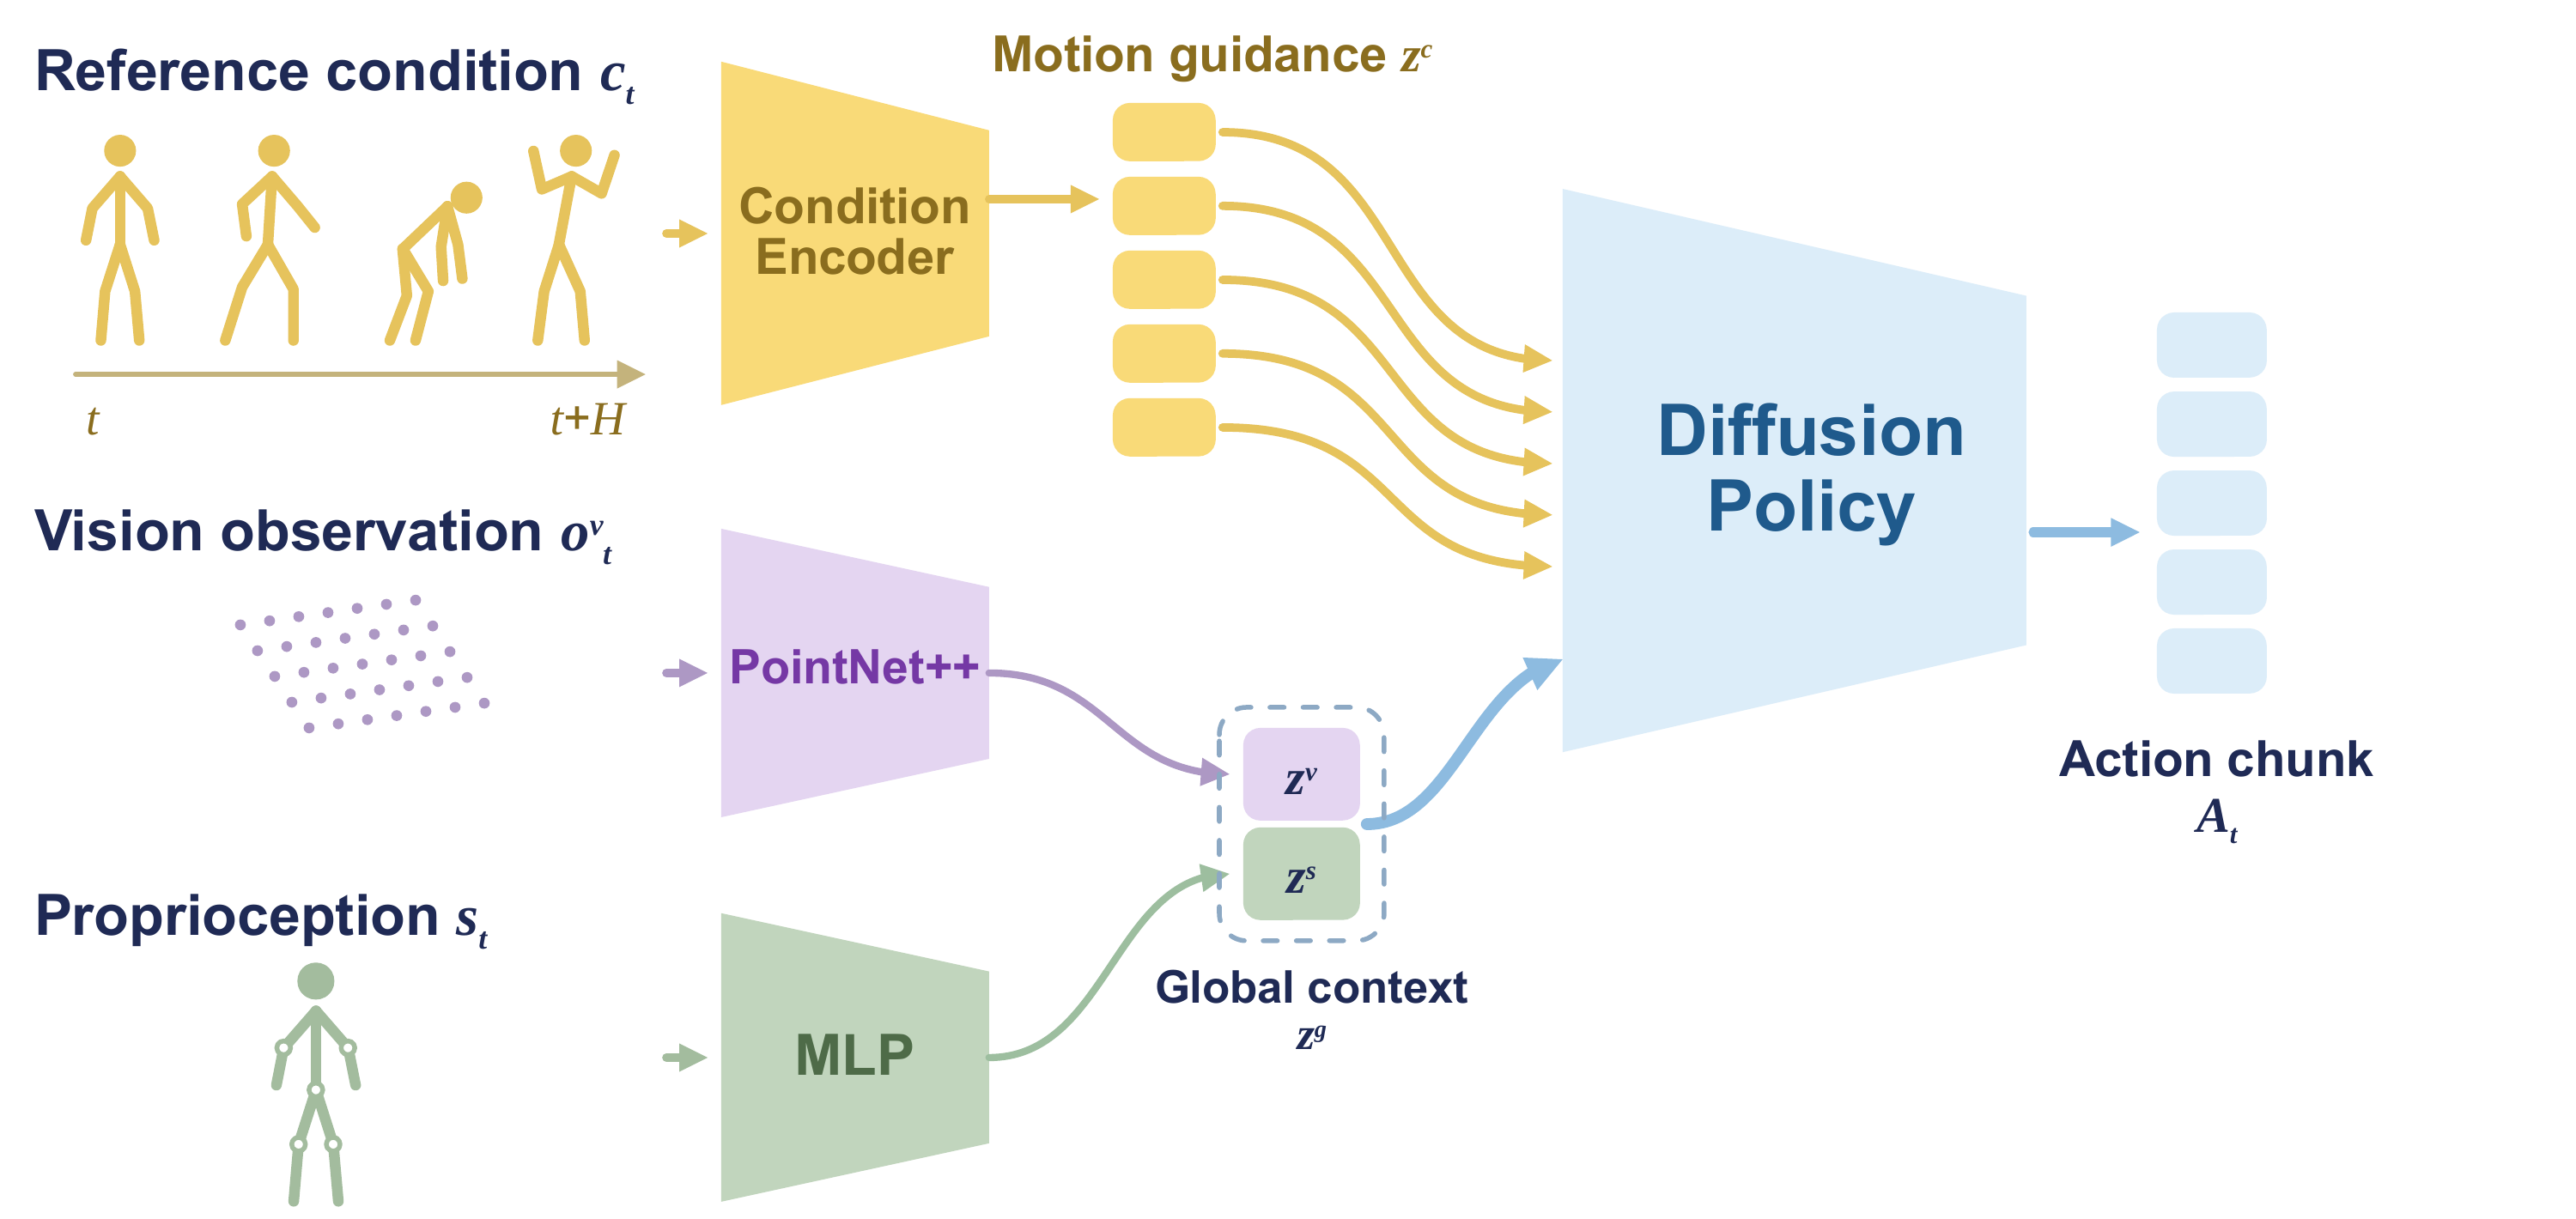 Reference condition c_t
t
t+H
Condition
Encoder
Motion guidance z^c
Vision observation o^v_t
PointNet++
Proprioception s_t
MLP
z^v
z^s
Global context
z^g
Diffusion
Policy
Action chunk
A_t